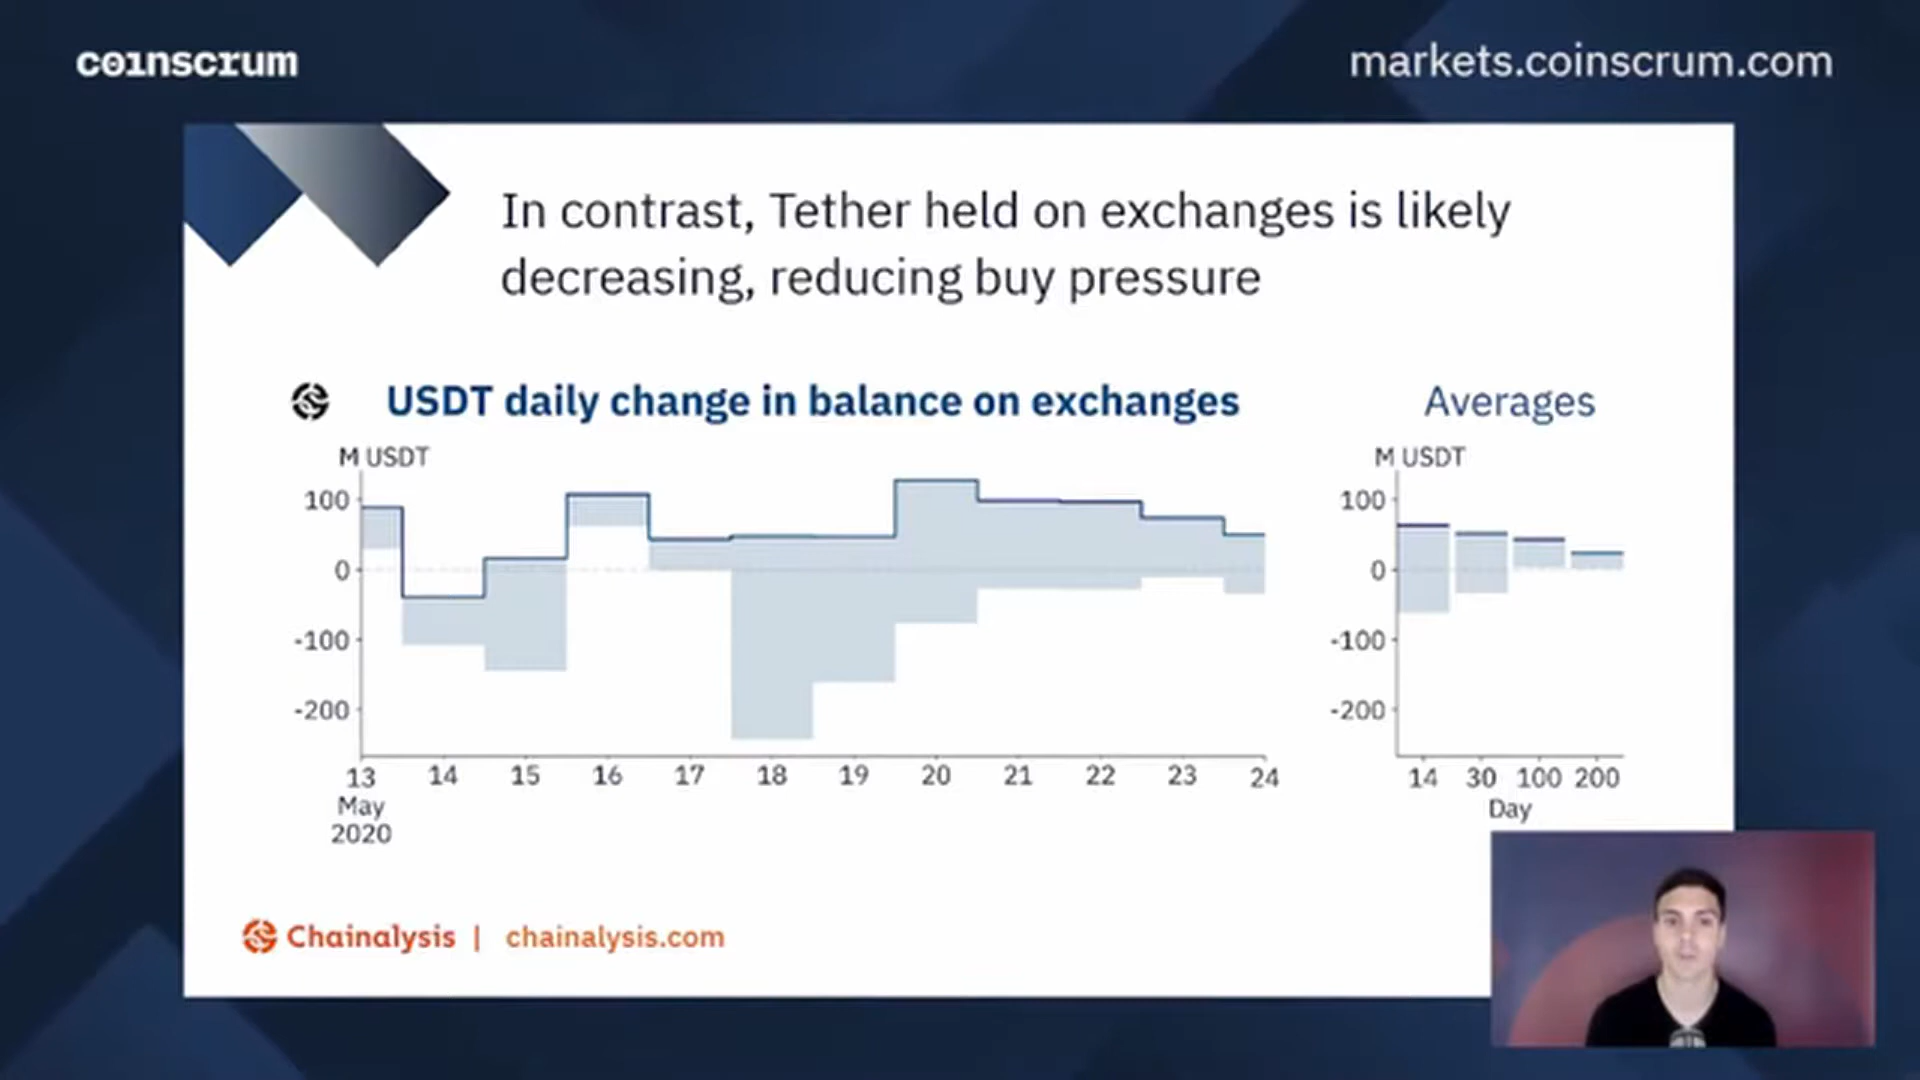 coinscrum
markets.coinscrum.com
In contrast, Tether held on exchanges is likely
decreasing, reducing buy pressure
USDT daily change in balance on exchanges
Averages
M USDT
100
0
-100
-200
13 14 15 16 17 18 19 20 21 22 23 24
May
2020
M USDT
100
0
-100
-200
14 30 100 200
Day
Chainalysis | chainalysis.com